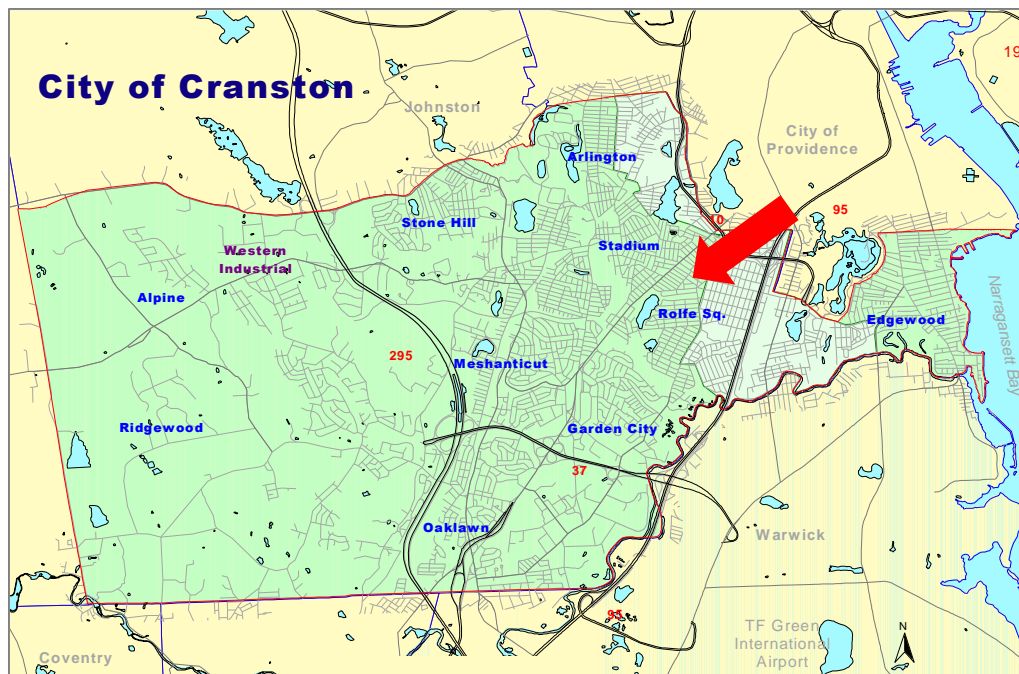 City of Cranston
19
Johnston
City of
Providence
Arlington
95
10
Stone Hill
Stadium
Western
Industrial
Alpine
Rolfe Sq.
Edgewood
Narragansett Bay
295
Meshanticut
Ridgewood
Garden City
37
Oaklawn
Warwick
95
TF Green
International
Airport
N
Coventry